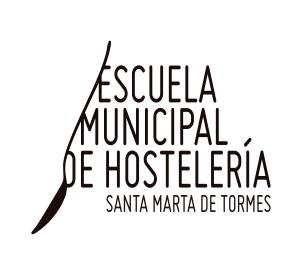 ESCUELA
MUNICIPAL
DE HOSTELERÍA
SANTA MARTA DE TORMES